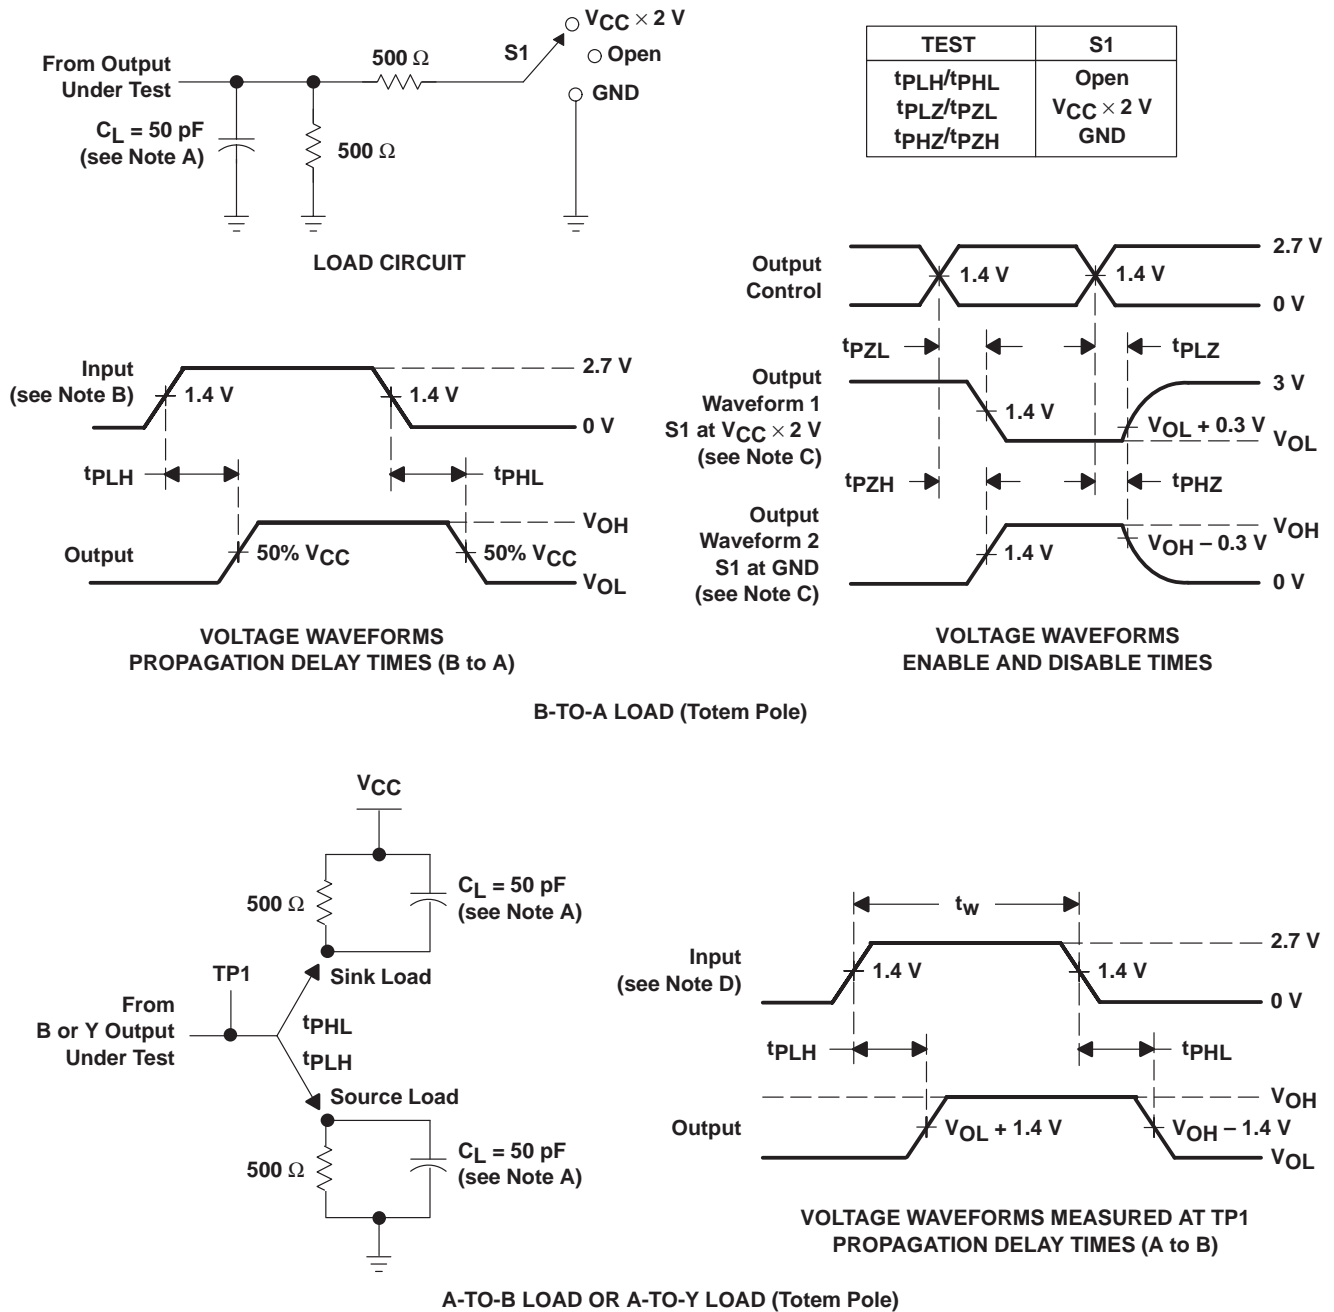 VCC × 2 V
Open
GND
S1
500 Ω
From Output
Under Test
CL = 50 pF
(see Note A)
500 Ω
LOAD CIRCUIT
TEST S1
tPLH/tPHL Open
tPLZ/tPZL VCC × 2 V
tPHZ/tPZH GND
Input
(see Note B)
1.4 V
1.4 V
2.7 V
0 V
tPLH
tPHL
Output
50% VCC
50% VCC
VOH
VOL
VOLTAGE WAVEFORMS
PROPAGATION DELAY TIMES (B to A)
Output
Control
1.4 V
1.4 V
2.7 V
0 V
tPZL
tPLZ
Output
Waveform 1
S1 at VCC × 2 V
(see Note C)
1.4 V
3 V
VOL + 0.3 V
VOL
tPZH
tPHZ
Output
Waveform 2
S1 at GND
(see Note C)
1.4 V
VOH
VOH – 0.3 V
0 V
VOLTAGE WAVEFORMS
ENABLE AND DISABLE TIMES
B-TO-A LOAD (Totem Pole)
VCC
500 Ω
CL = 50 pF
(see Note A)
TP1
Sink Load
From
B or Y Output
Under Test
tPHL
tPLH
Source Load
500 Ω
CL = 50 pF
(see Note A)
tw
Input
(see Note D)
1.4 V
1.4 V
2.7 V
0 V
tPLH
tPHL
Output
VOL + 1.4 V
VOH
VOH – 1.4 V
VOL
VOLTAGE WAVEFORMS MEASURED AT TP1
PROPAGATION DELAY TIMES (A to B)
A-TO-B LOAD OR A-TO-Y LOAD (Totem Pole)